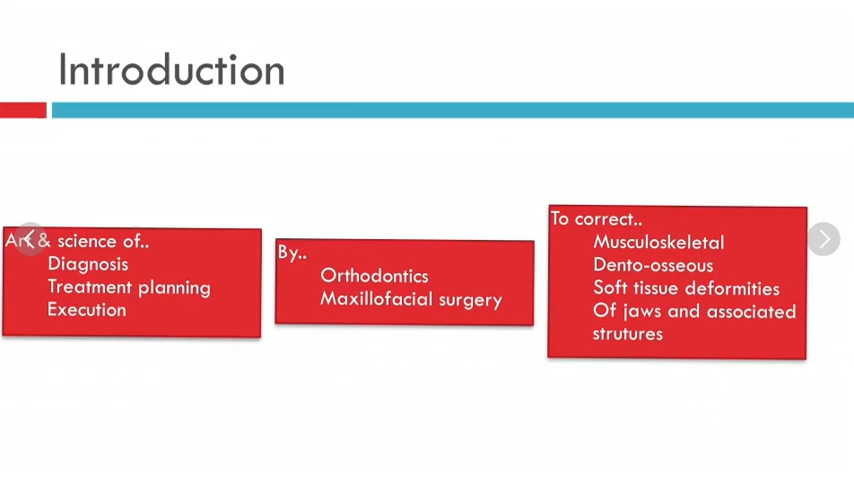 Introduction
Art & science of..
Diagnosis
Treatment planning
Execution
By..
Orthodontics
Maxillofacial surgery
To correct..
Musculoskeletal
Dento-osseous
Soft tissue deformities
Of jaws and associated
strutures